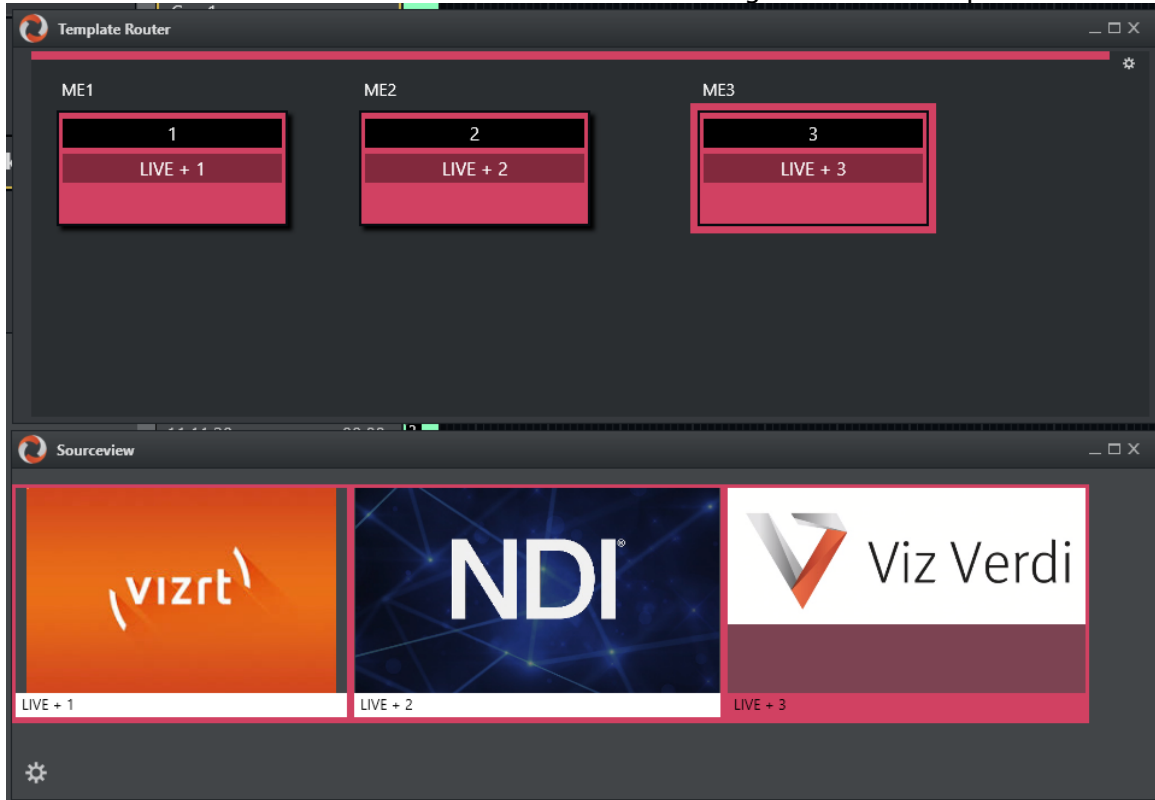 Template Router
ME1
ME2
ME3
1
2
3
LIVE + 1
LIVE + 2
LIVE + 3
Sourceview
vizrt
NDI®
Viz Verdi
LIVE + 1
LIVE + 2
LIVE + 3